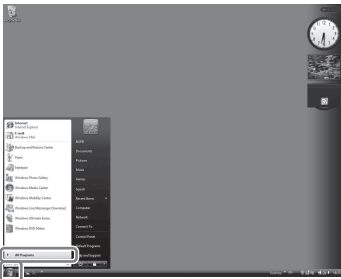 Internet
Internet Explorer
E-mail
Windows Mail
Backup and Restore Center
Paint
Notepad
Windows Photo Gallery
Windows Media Center
Windows Mobility Center
Windows Live Messenger Download
Windows Ultimate Extras
Windows DVD Maker
All Programs
Documents
Pictures
Music
Games
Search
Recent Items
Computer
Network
Connect To
Control Panel
Default Programs
Help and Support